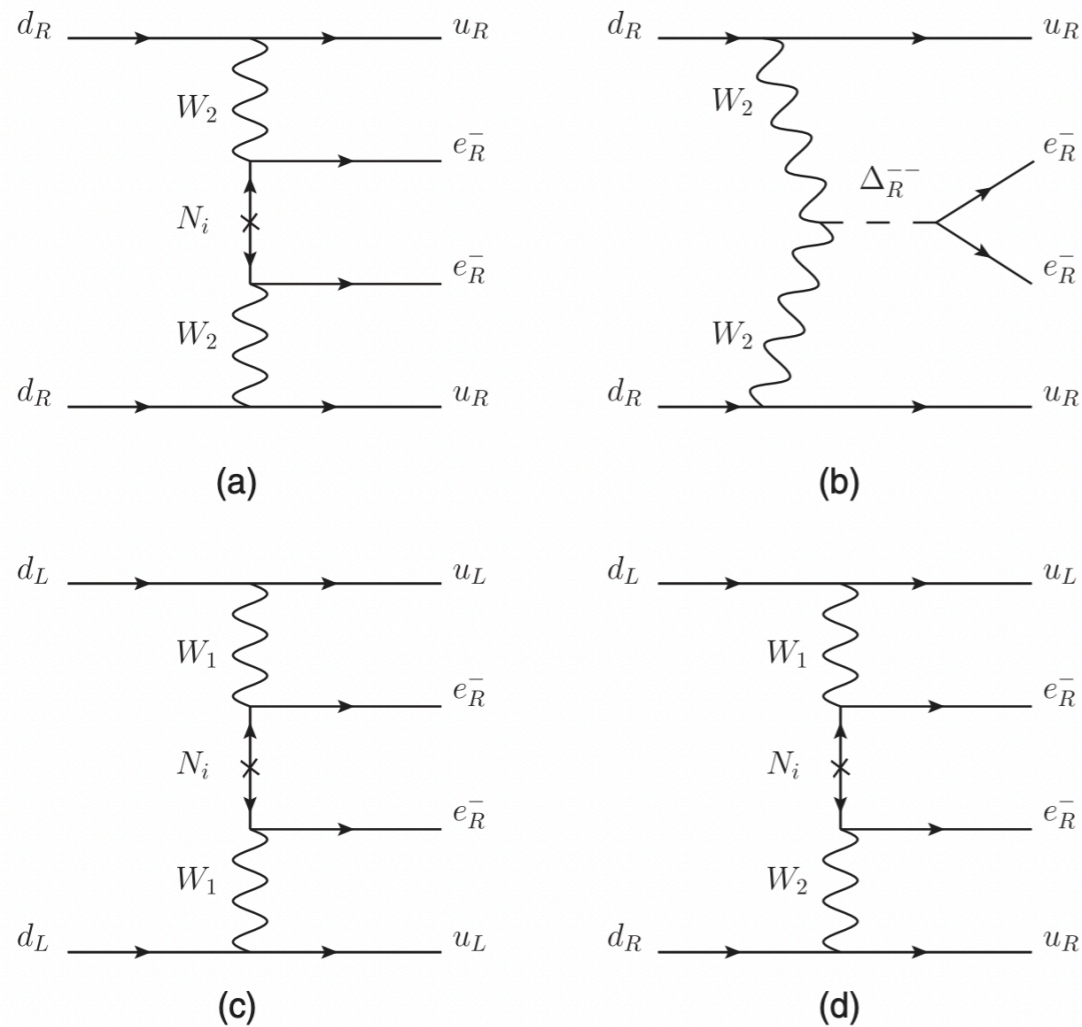 d_R u_R d_R u_R
W_2 W_2
e_R^- e_R^-
Δ_R^{--}
N_i
e_R^- e_R^-
W_2 W_2
d_R u_R d_R u_R
(a) (b)
d_L u_L d_L u_L
W_1 W_1
e_R^- e_R^-
N_i N_i
e_R^- e_R^-
W_1 W_2
d_L u_L d_R u_R
(c) (d)